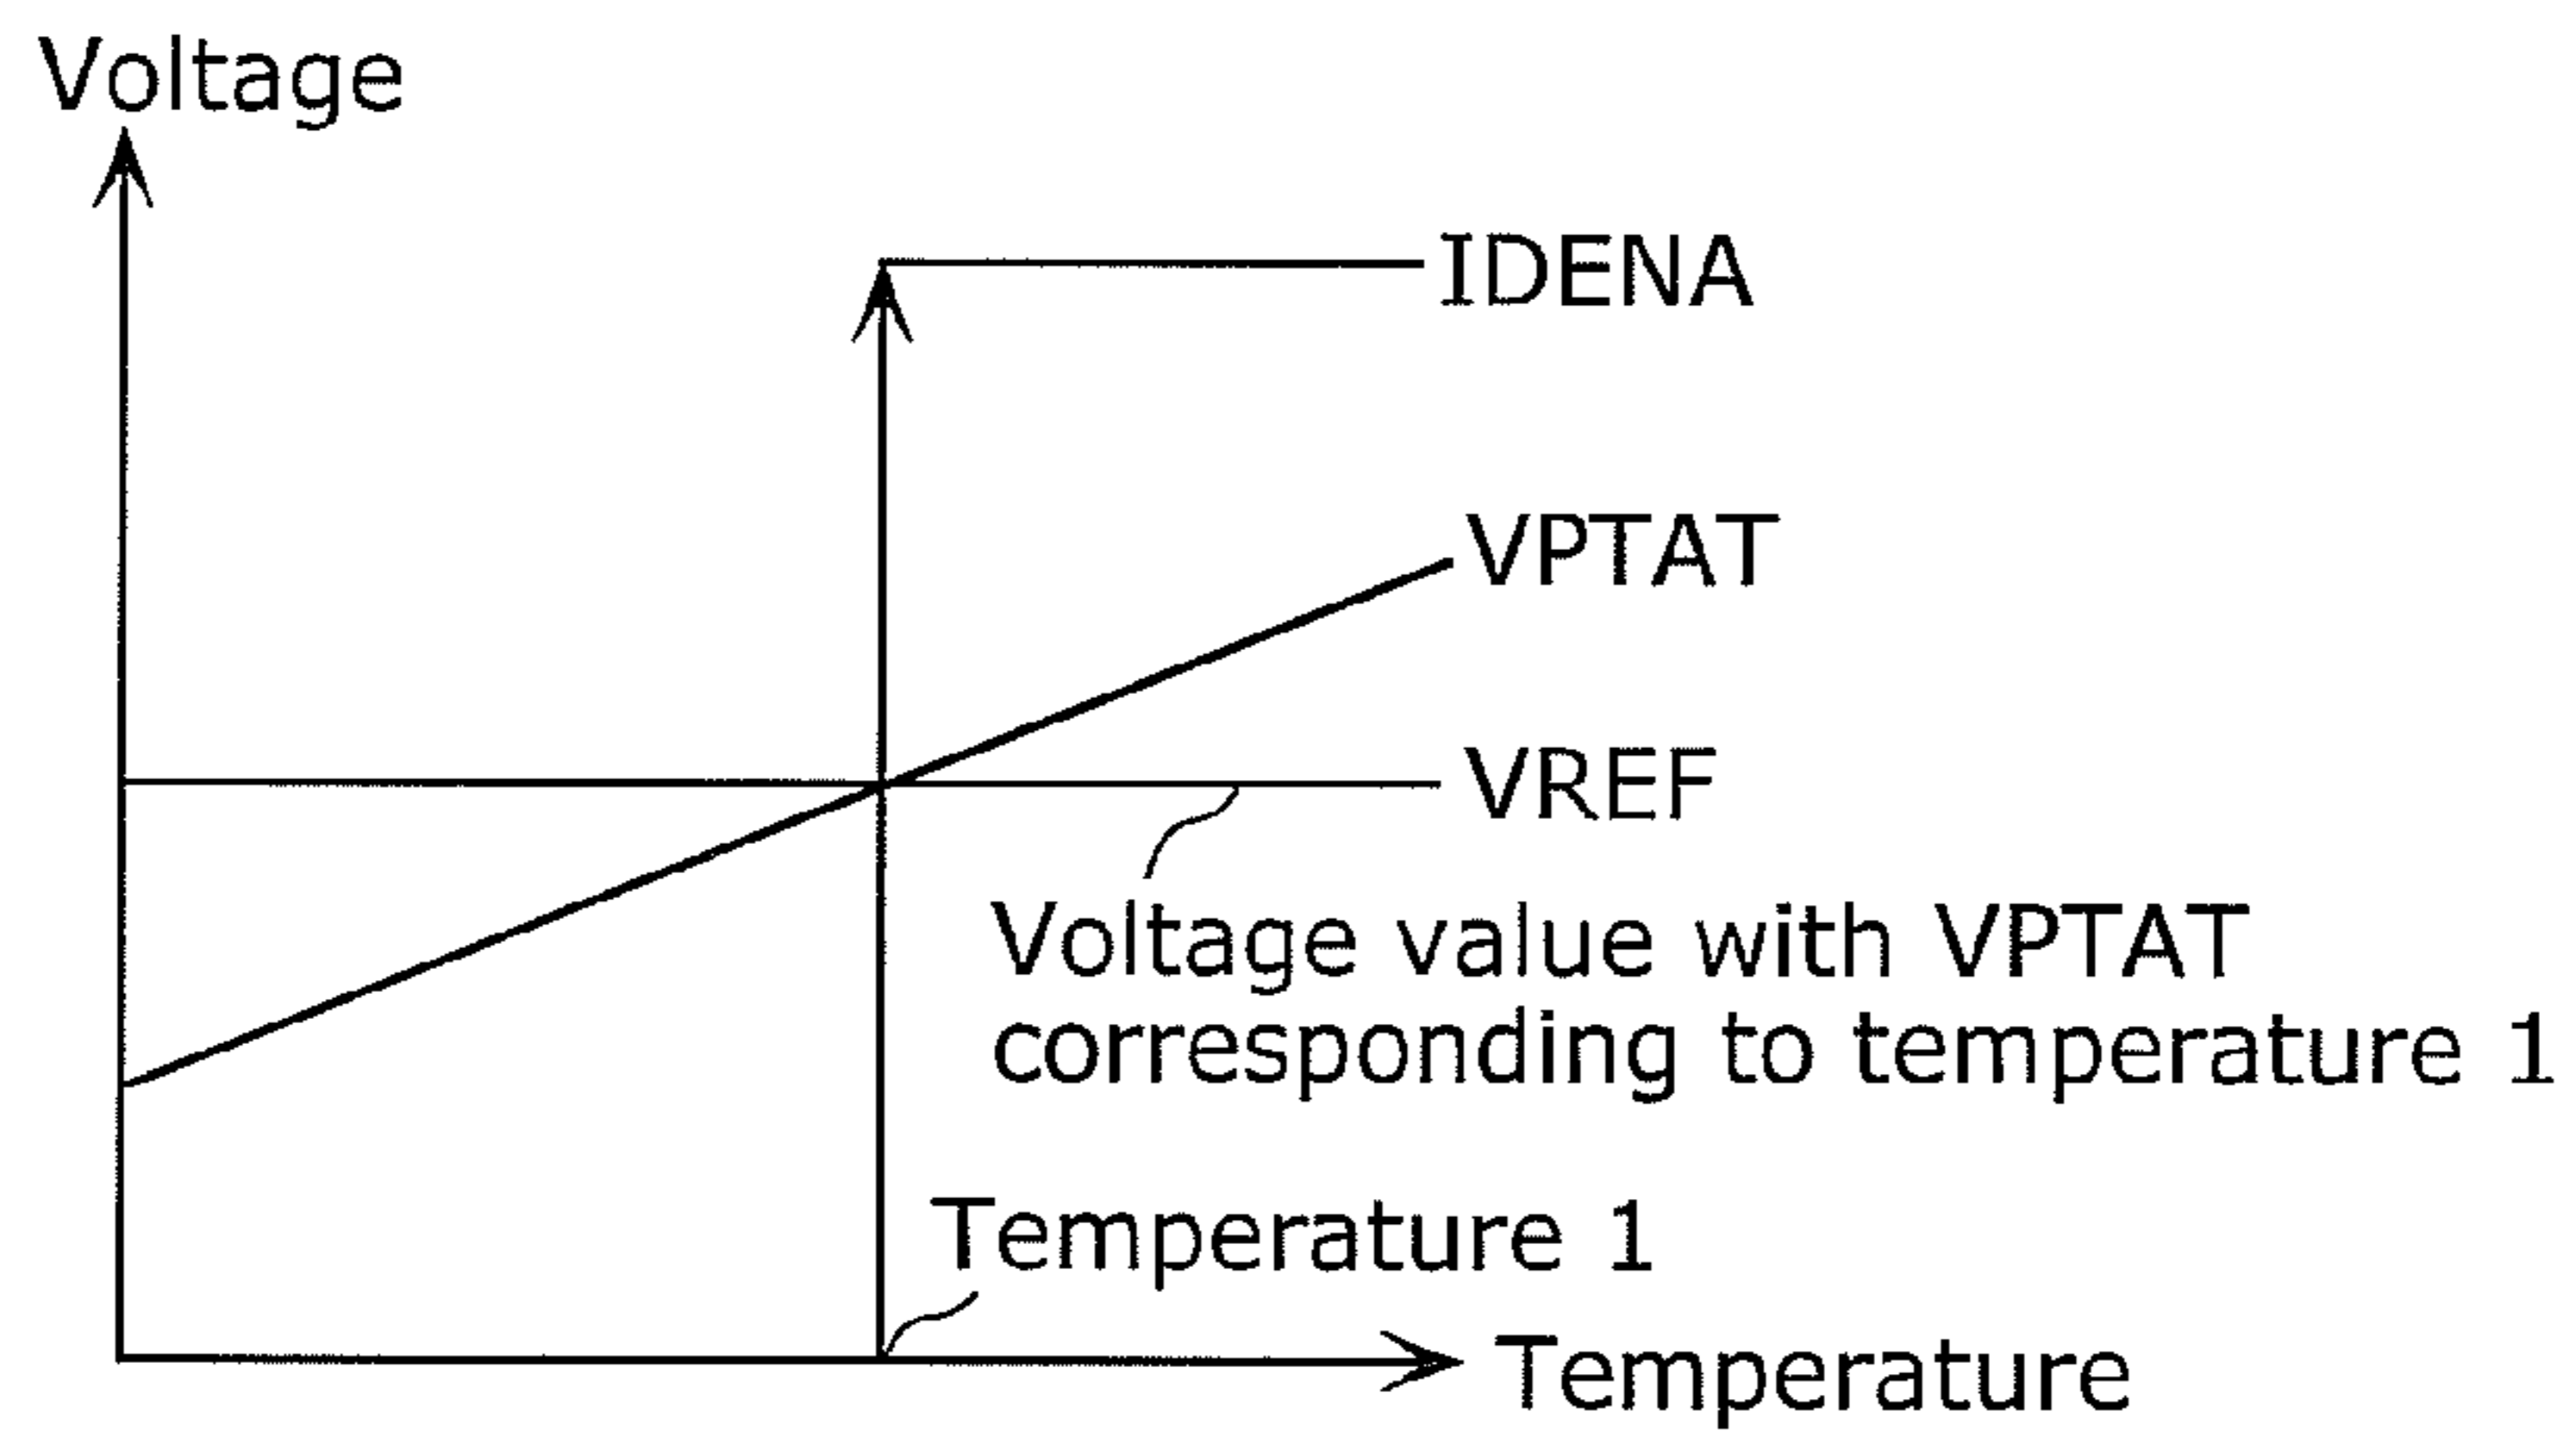 Voltage
IDENA
VPTAT
VREF
Voltage value with VPTAT
corresponding to temperature 1
Temperature 1
Temperature